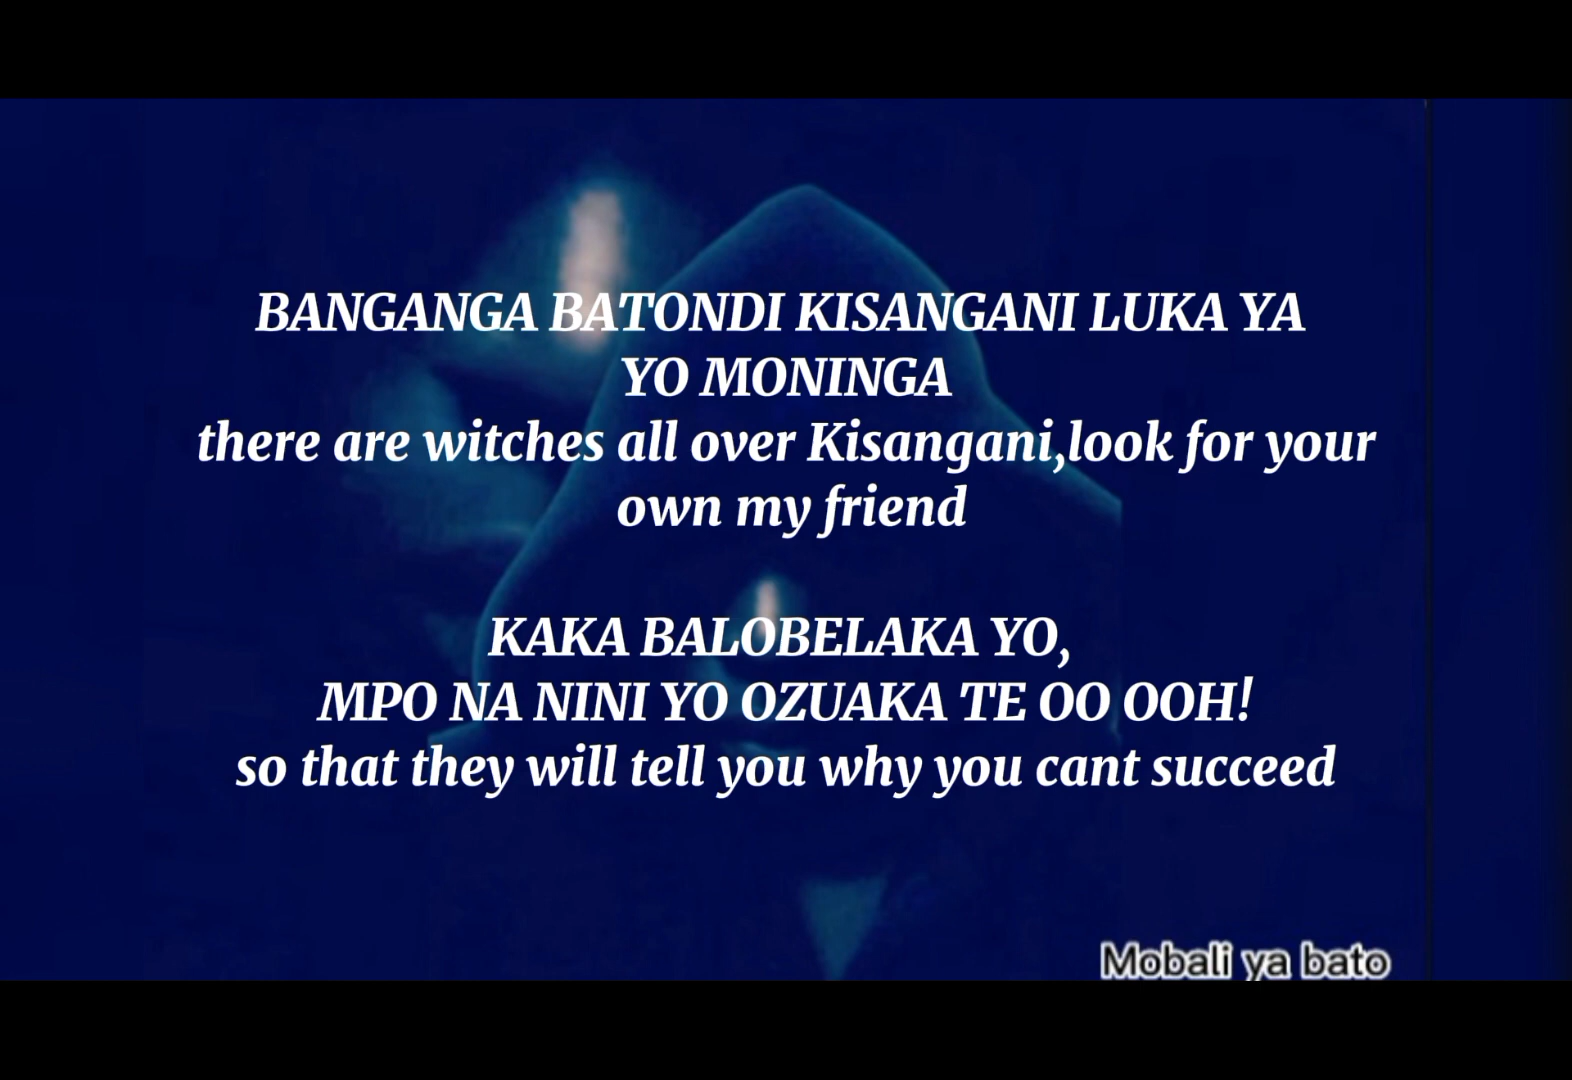 BANGANGA BATONDI KISANGANI LUKA YA
YO MONINGA
there are witches all over Kisangani,look for your
own my friend
KAKA BALOBELAKA YO,
MPO NA NINI YO OZUAKA TE OO OOH!
so that they will tell you why you cant succeed
Mobali ya bato